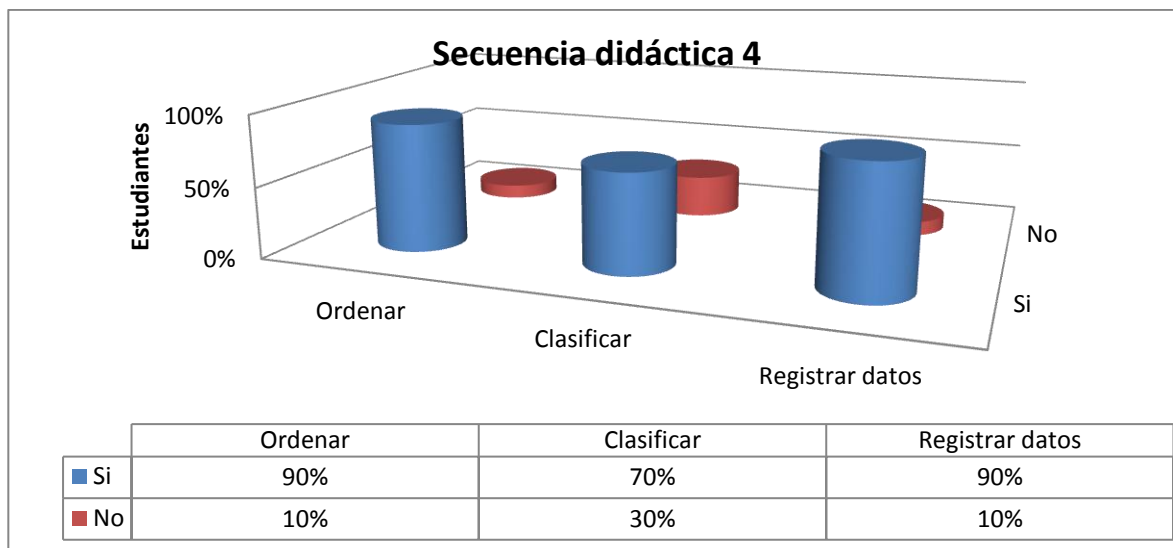 Secuencia didáctica 4
Estudiantes
100%
50%
0%
Ordenar
Clasificar
Registrar datos
No
Si
Ordenar Clasificar Registrar datos
Si 90% 70% 90%
No 10% 30% 10%